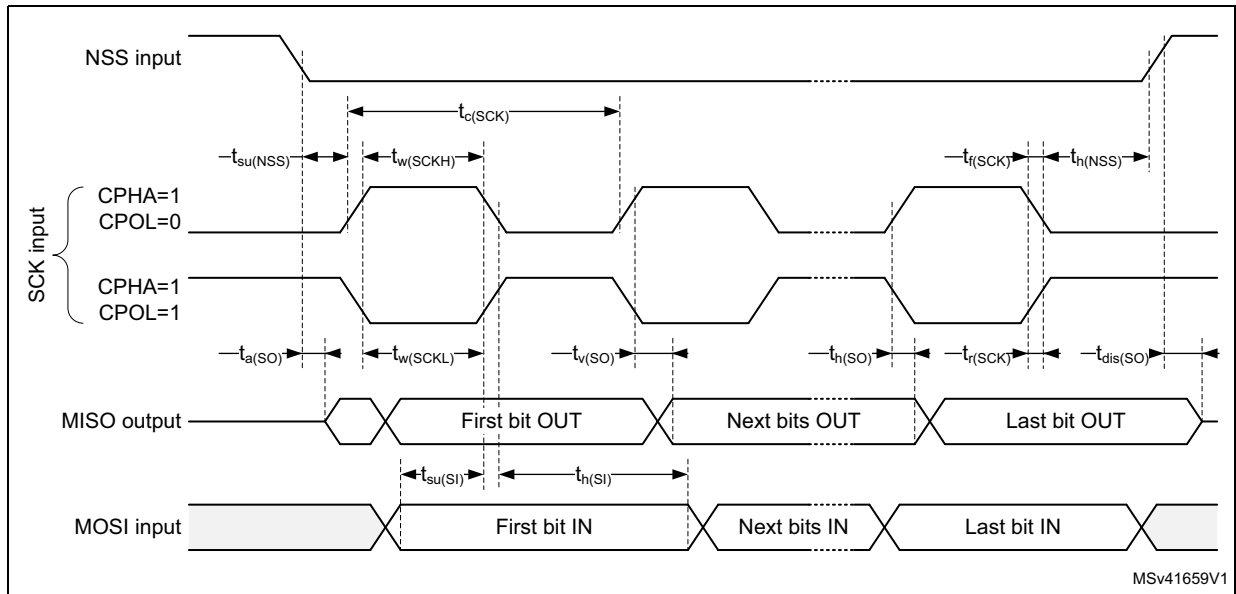 NSS input
tc(SCK)
tsu(NSS) tw(SCKH) tf(SCK) th(NSS)
SCK input
CPHA=1
CPOL=0
CPHA=1
CPOL=1
ta(SO) tw(SCKL) tv(SO) th(SO) tr(SCK) tdis(SO)
MISO output First bit OUT Next bits OUT Last bit OUT
tsu(SI) th(SI)
MOSI input First bit IN Next bits IN Last bit IN
MSv41659V1